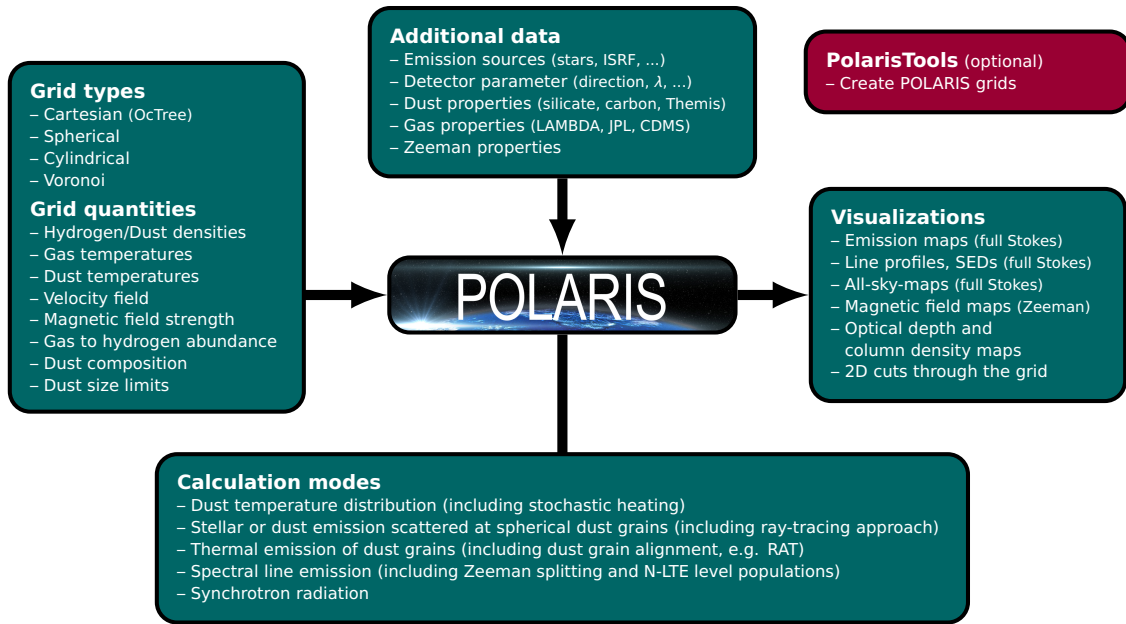 Grid types
– Cartesian (OcTree)
– Spherical
– Cylindrical
– Voronoi
Grid quantities
– Hydrogen/Dust densities
– Gas temperatures
– Dust temperatures
– Velocity field
– Magnetic field strength
– Gas to hydrogen abundance
– Dust composition
– Dust size limits
Additional data
– Emission sources (stars, ISRF, ...)
– Detector parameter (direction, λ, ...)
– Dust properties (silicate, carbon, Themis)
– Gas properties (LAMBDA, JPL, CDMS)
– Zeeman properties
PolarisTools (optional)
– Create POLARIS grids
POLARIS
Visualizations
– Emission maps (full Stokes)
– Line profiles, SEDs (full Stokes)
– All-sky-maps (full Stokes)
– Magnetic field maps (Zeeman)
– Optical depth and
column density maps
– 2D cuts through the grid
Calculation modes
– Dust temperature distribution (including stochastic heating)
– Stellar or dust emission scattered at spherical dust grains (including ray-tracing approach)
– Thermal emission of dust grains (including dust grain alignment, e.g. RAT)
– Spectral line emission (including Zeeman splitting and N-LTE level populations)
– Synchrotron radiation